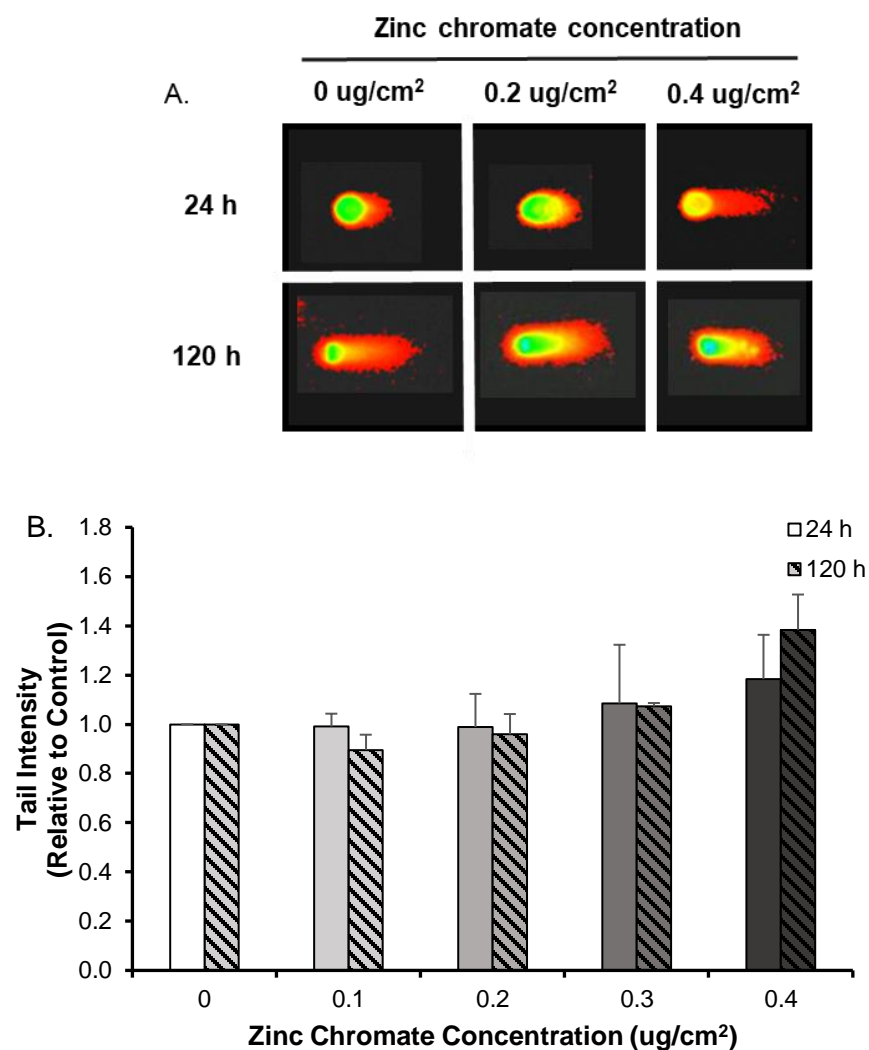 Zinc chromate concentration
A. 0 ug/cm² 0.2 ug/cm² 0.4 ug/cm²
24 h
120 h
B.
24 h
120 h
1.8
1.6
1.4
1.2
1.0
0.8
0.6
0.4
0.2
0.0
Tail Intensity
(Relative to Control)
0 0.1 0.2 0.3 0.4
Zinc Chromate Concentration (ug/cm²)